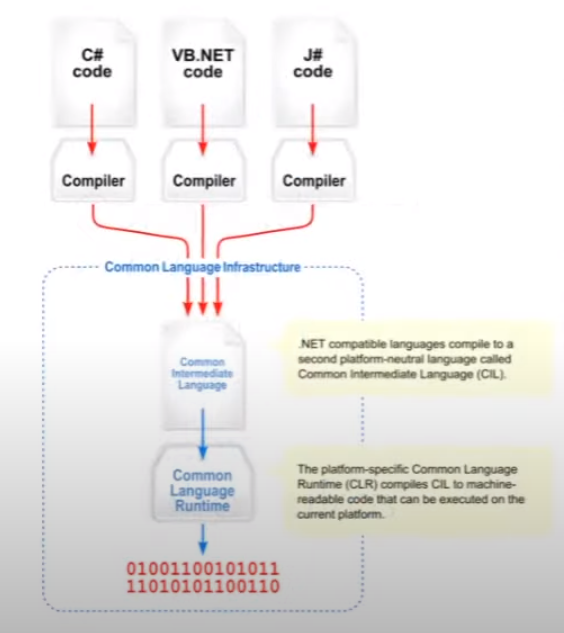 C#
code
VB.NET
code
J#
code
Compiler
Compiler
Compiler
Common Language Infrastructure
Common
Intermediate
Language
.NET compatible languages compile to a
second platform-neutral language called
Common Intermediate Language (CIL).
Common
Language
Runtime
The platform-specific Common Language
Runtime (CLR) compiles CIL to machine-
readable code that can be executed on the
current platform.
01001100101011
11010101100110